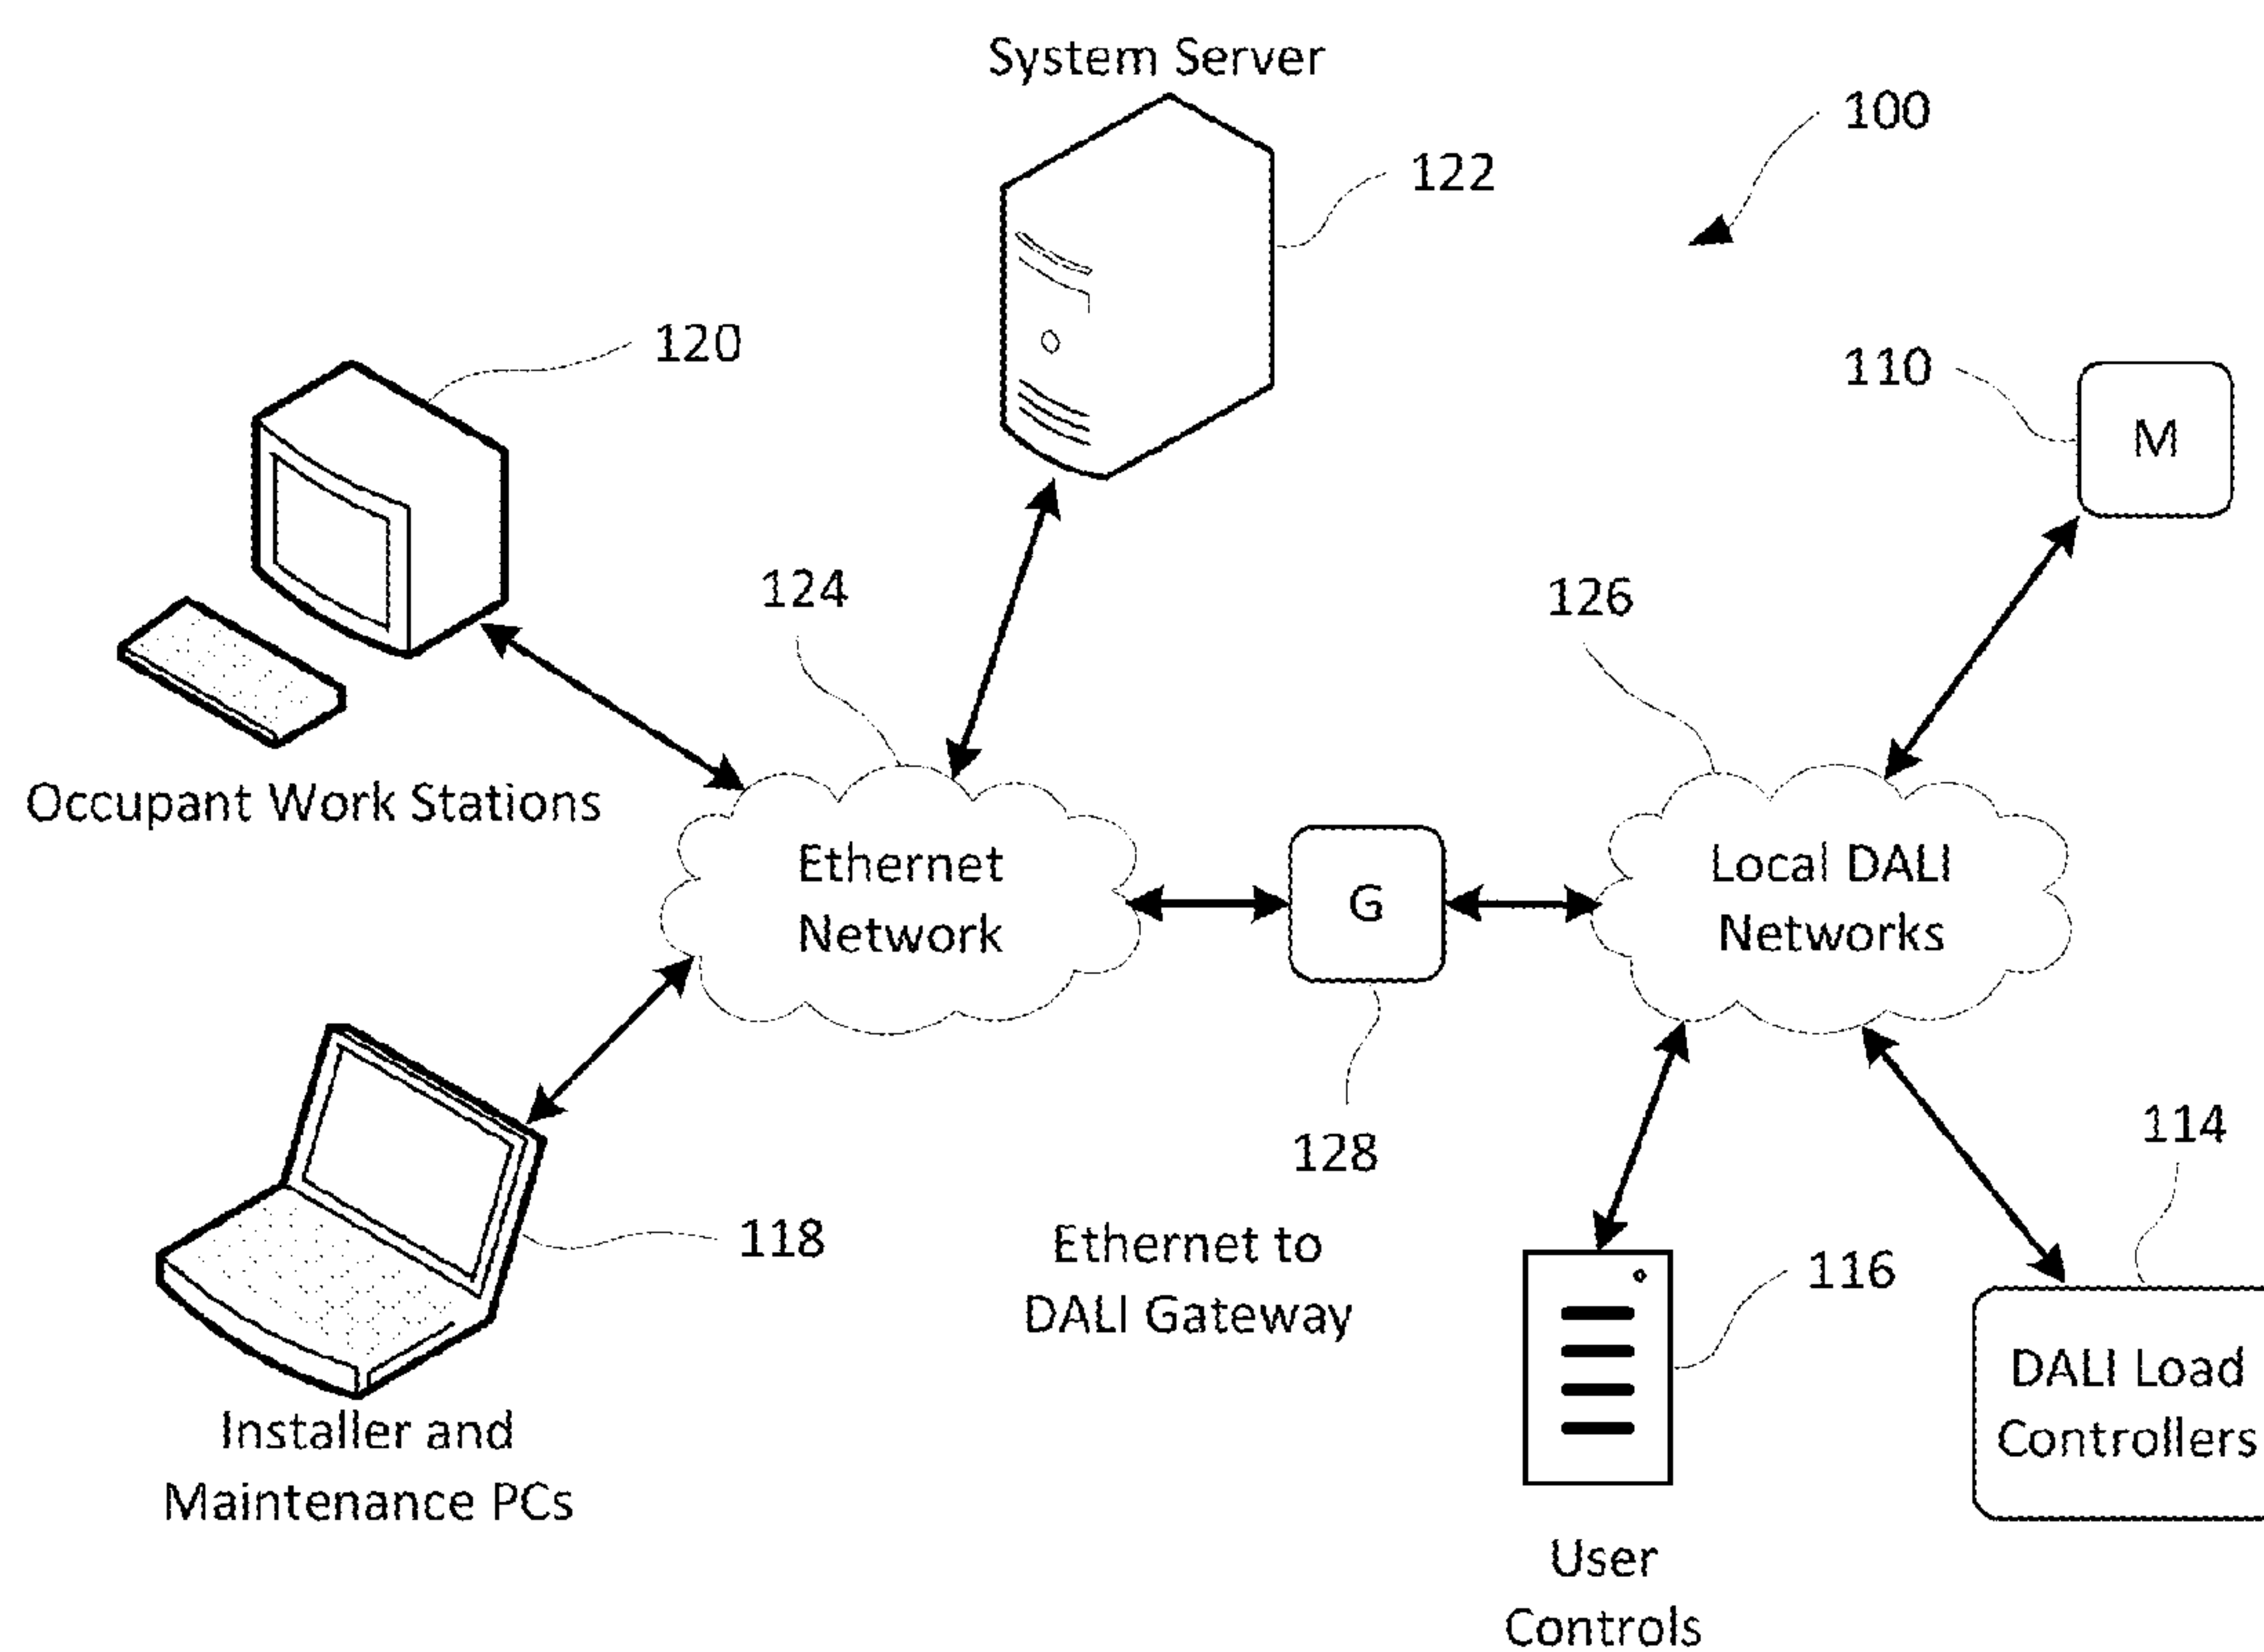 System Server
100
122
120
110
M
124
126
Occupant Work Stations
Ethernet
Network
G
Local DALI
Networks
128
114
118
Ethernet to
DALI Gateway
116
DALI Load
Controllers
Installer and
Maintenance PCs
User
Controls